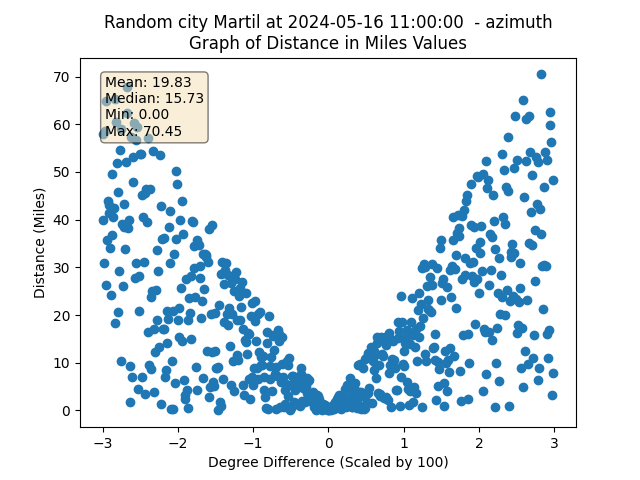 Random city Martil at 2024-05-16 11:00:00  - azimuth
Graph of Distance in Miles Values
Mean: 19.83
Median: 15.73
Min: 0.00
Max: 70.45
70
60
50
40
30
20
10
0
Distance (Miles)
−3 −2 −1 0 1 2 3
Degree Difference (Scaled by 100)